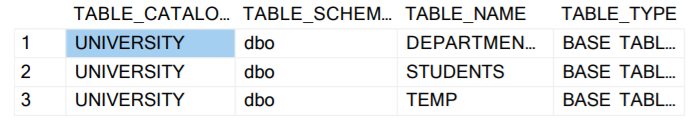 TABLE_CATALO... TABLE_SCHEM... TABLE_NAME TABLE_TYPE
1 UNIVERSITY dbo DEPARTMEN... BASE TABL...
2 UNIVERSITY dbo STUDENTS BASE TABL...
3 UNIVERSITY dbo TEMP BASE TABL...